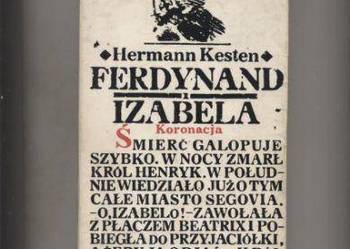 Hermann Kesten
FERDYNAND
I
IZABELA
Koronacja
ŚMIERĆ GALOPUJE
SZYBKO. W NOCY ZMARŁ
KRÓL HENRYK. W POŁUD-
NIE WIEDZIAŁO JUŻ O TYM
CAŁE MIASTO SEGOVIA.
-O, IZABELO!-ZAWOŁAŁA
Z PŁACZEM BEATRIX I PO-
BIEGŁA DO PRZYJACIÓŁKI,